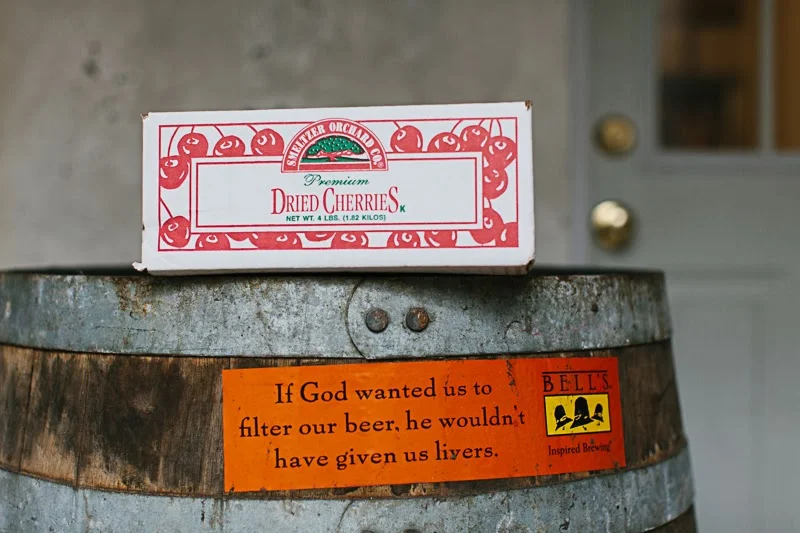 SMELTZER ORCHARD CO.®
Premium
DRIED CHERRIES K
NET WT. 4 LBS. (1.82 KILOS)
If God wanted us to
filter our beer, he wouldn't
have given us livers.
BELL'S
Inspired Brewing